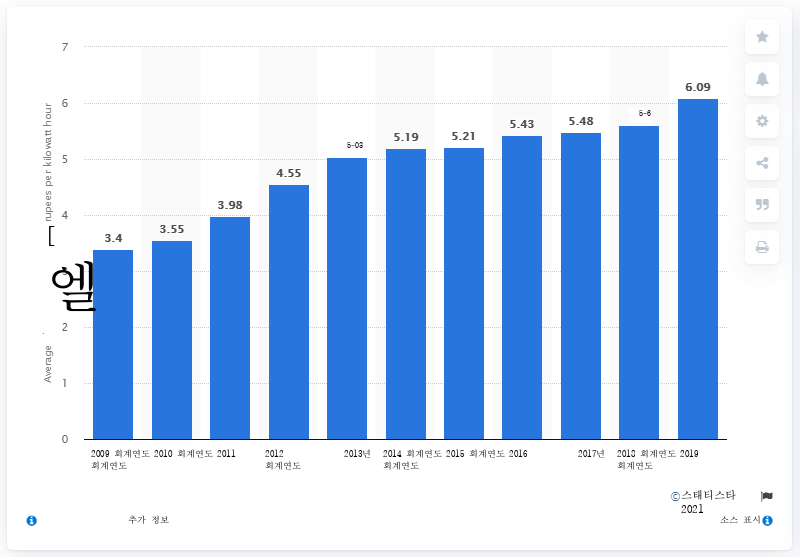 7
6
5
4
2
1
0
Average
[
엘
rupees per kilowatt hour
3.4
3.55
3.98
4.55
5-03
5.19
5.21
5.43
5.48
5-6
6.09
2009 회계연도 2010 회계연도 2011 회계연도
2012 회계연도
2013년
2014 회계연도 2015 회계연도 2016 회계연도
2017년
2018 회계연도 2019
©스태티스타 2021
추가 정보
소스 표시